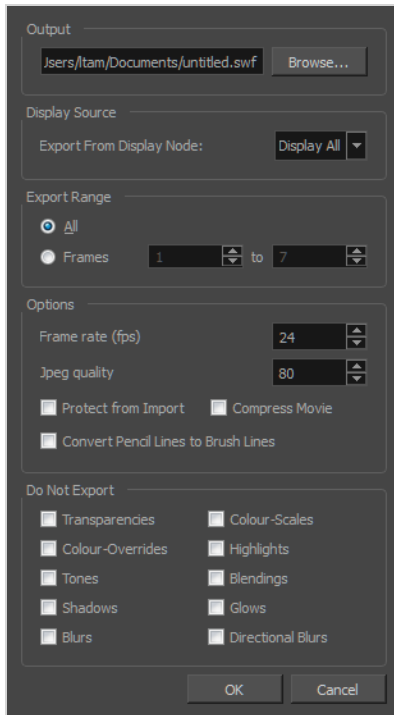 Output
Jsers/ltam/Documents/untitled.swf Browse...
Display Source
Export From Display Node: Display All
Export Range
All
Frames 1 to 7
Options
Frame rate (fps) 24
Jpeg quality 80
Protect from Import Compress Movie
Convert Pencil Lines to Brush Lines
Do Not Export
Transparencies Colour-Scales
Colour-Overrides Highlights
Tones Blendings
Shadows Glows
Blurs Directional Blurs
OK Cancel